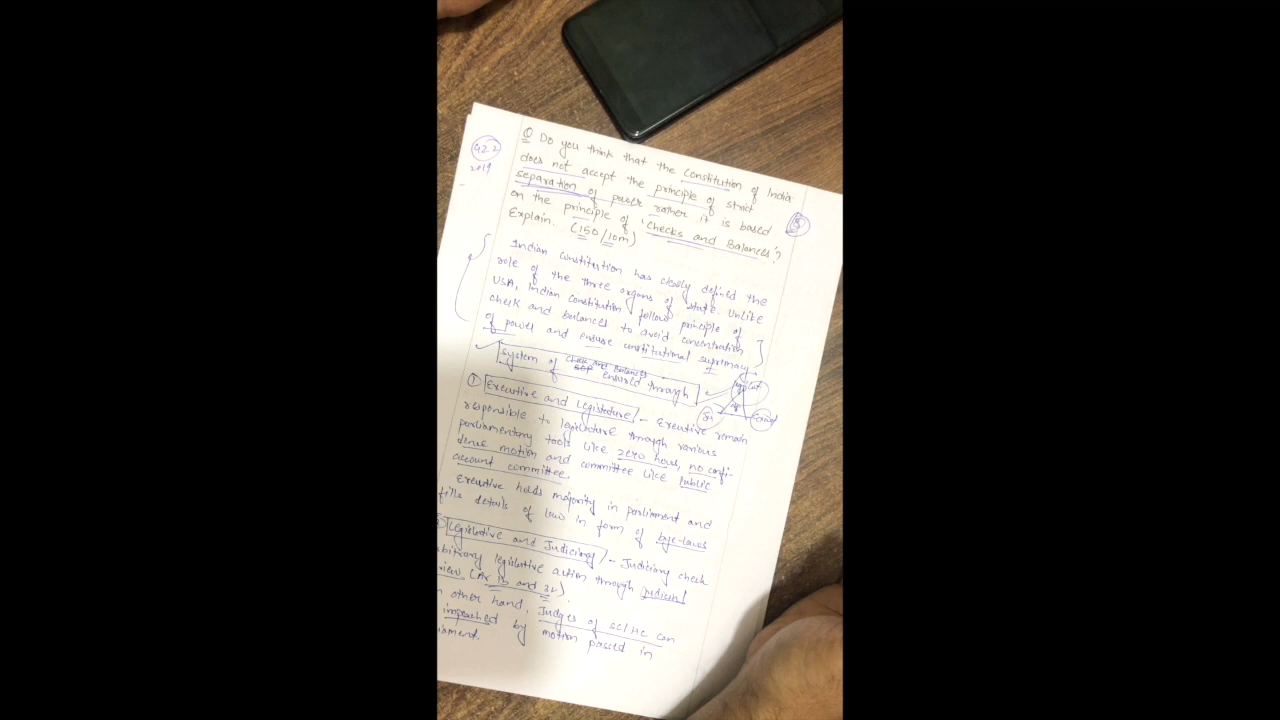 Q Do you think that the Constitution of India
does not accept the principle of strict
separation of power rather it is based
on the principle of 'Checks and Balances'?
Explain. (150/10m)
GZ 2
2019
Indian constitution has clearly defined the
role of the three organs of state. Unlike
USA, Indian constitution follow principle of
check and balances to avoid concentration
of power and ensure constitutional supremacy.
System of check and balances ensured through
① Executive and Legislature - Executive remain
responsible to legislature through various
parliamentary tools like zero hour, no confi-
dence motion and committee like Public
account committee.
Executive holds majority in parliament and
fills details of law in form of bye-laws
Legislative and Judiciary - Judiciary check
bitrary legislative action through judicial
view (Ar 13 and 32).
other hand, Judges of SC/HC can
impeached by motion passed in
iament.